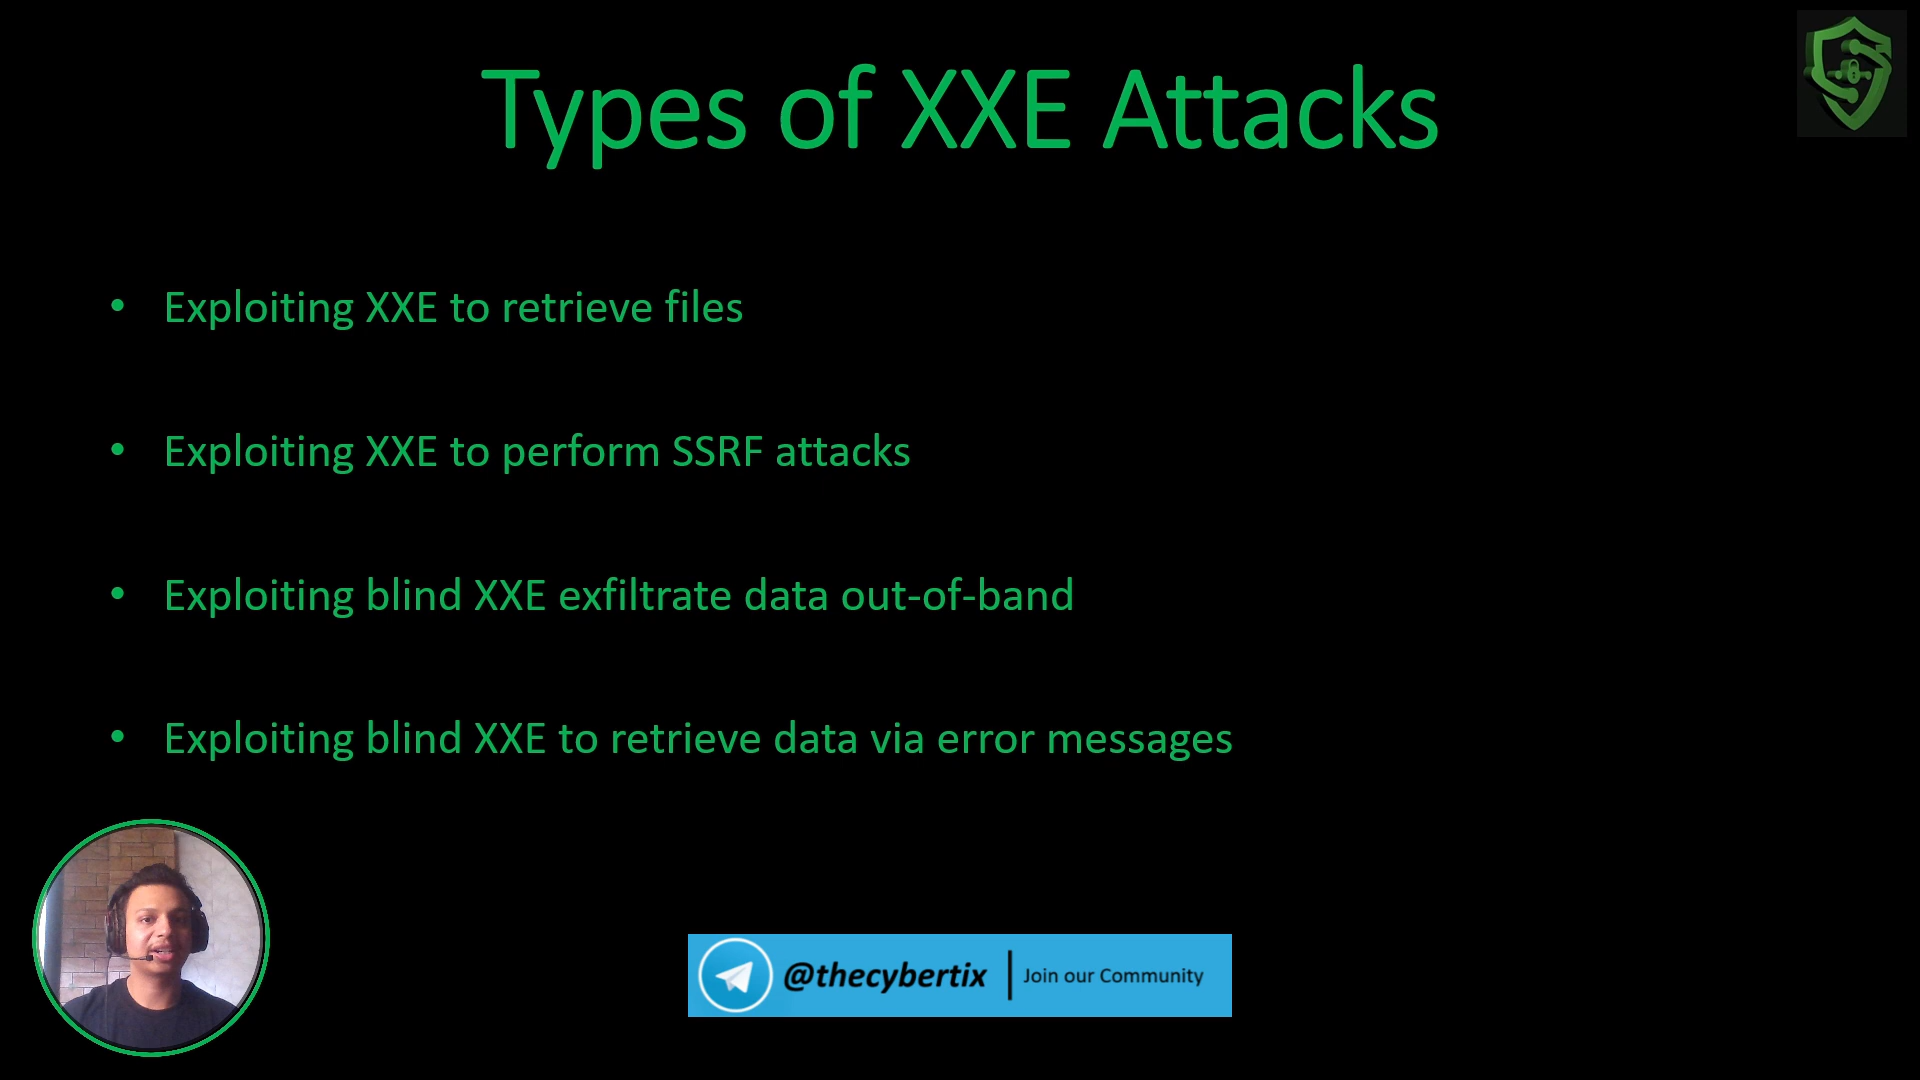 Types of XXE Attacks
• Exploiting XXE to retrieve files
• Exploiting XXE to perform SSRF attacks
• Exploiting blind XXE exfiltrate data out-of-band
• Exploiting blind XXE to retrieve data via error messages
@thecybertix | Join our Community